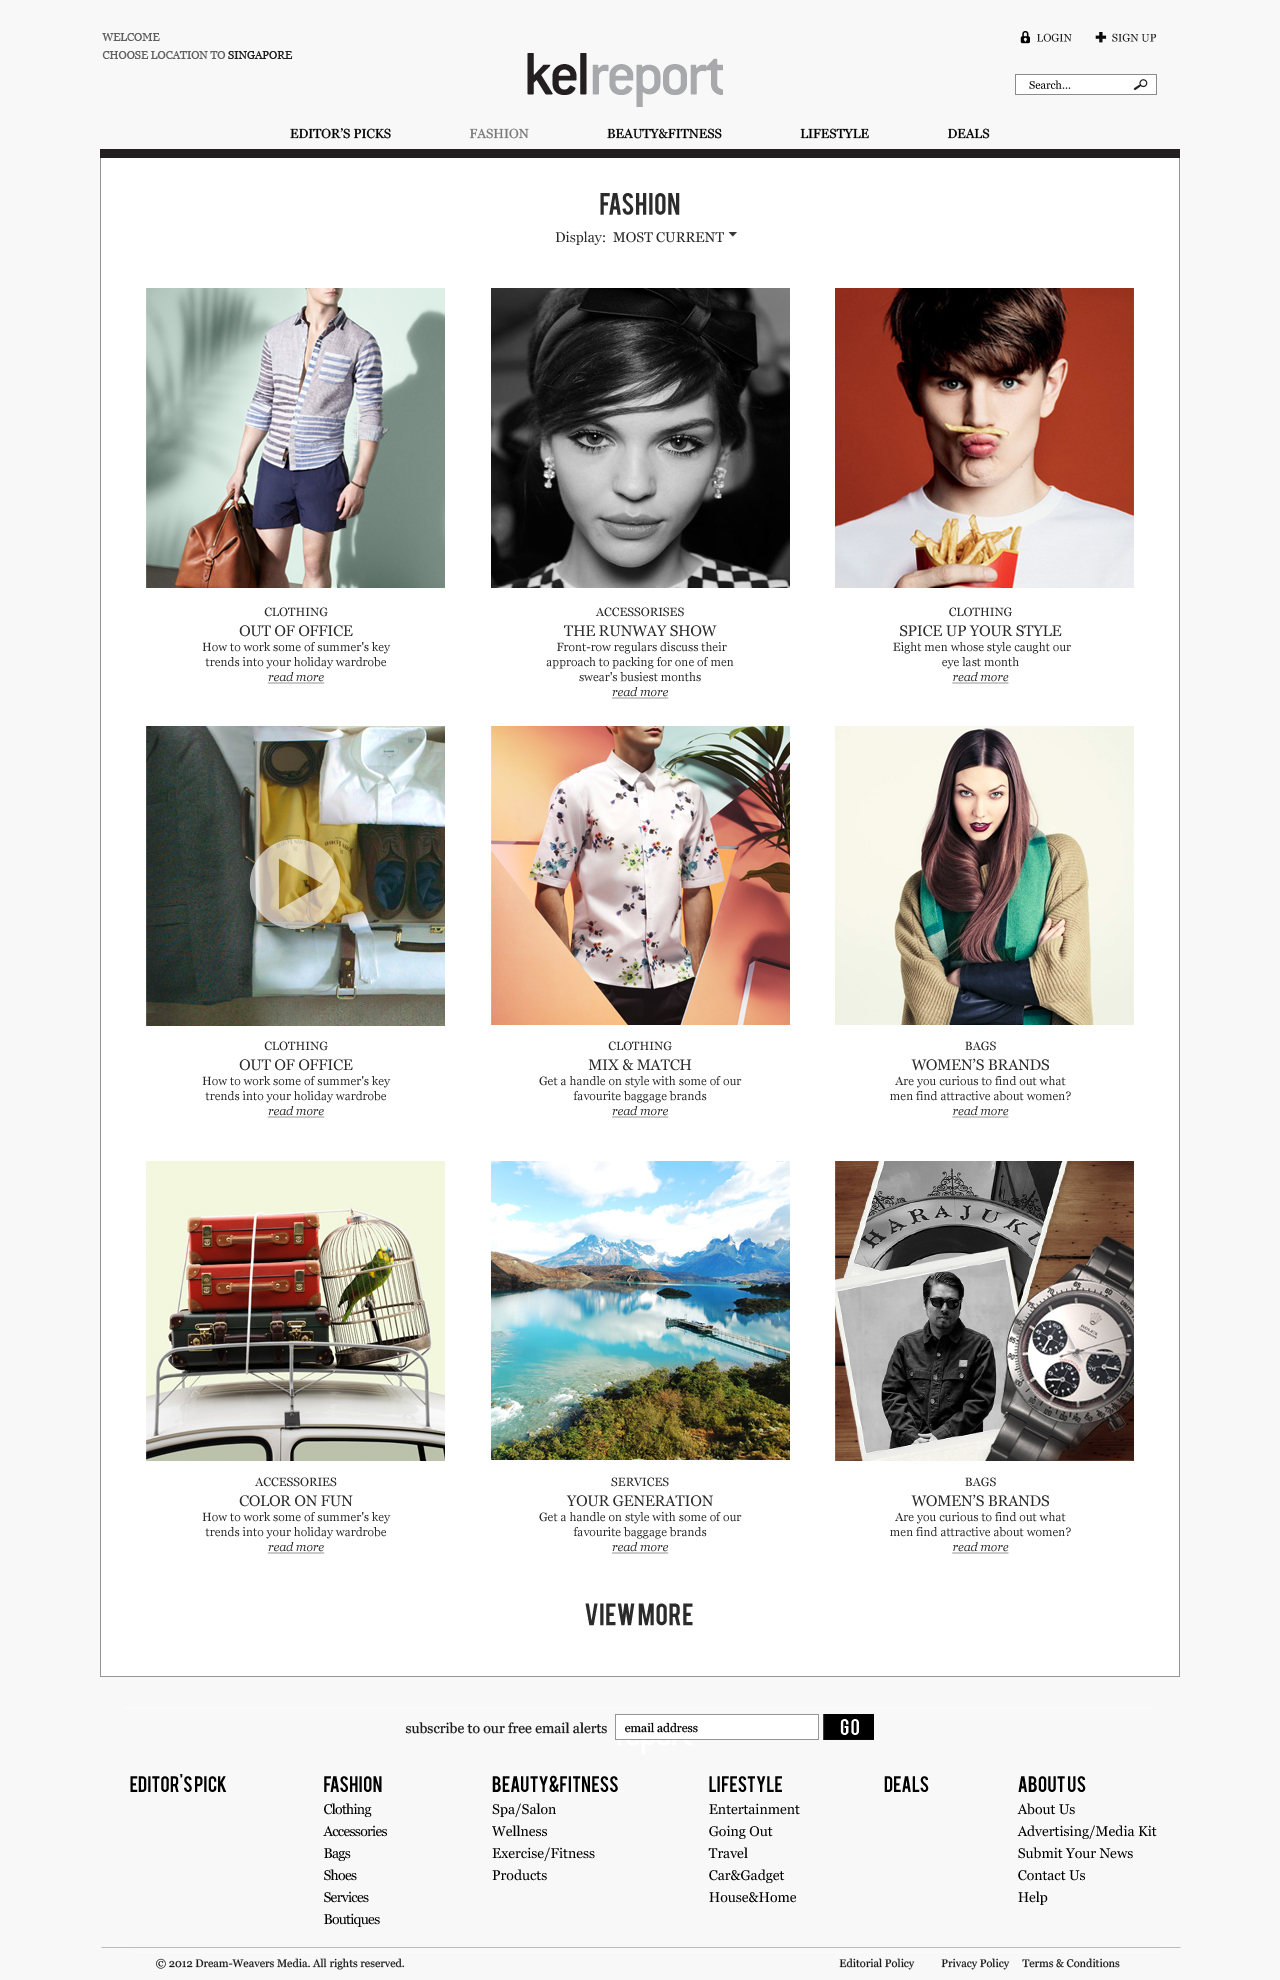 WELCOME
CHOOSE LOCATION TO SINGAPORE
LOGIN
SIGN UP
kelreport
Search...
EDITOR'S PICKS
FASHION
BEAUTY&FITNESS
LIFESTYLE
DEALS
FASHION
Display: MOST CURRENT
CLOTHING
OUT OF OFFICE
How to work some of summer's key
trends into your holiday wardrobe
read more
ACCESSORISES
THE RUNWAY SHOW
Front-row regulars discuss their
approach to packing for one of men
swear's busiest months
read more
CLOTHING
SPICE UP YOUR STYLE
Eight men whose style caught our
eye last month
read more
CLOTHING
OUT OF OFFICE
How to work some of summer's key
trends into your holiday wardrobe
read more
CLOTHING
MIX & MATCH
Get a handle on style with some of our
favourite baggage brands
read more
BAGS
WOMEN'S BRANDS
Are you curious to find out what
men find attractive about women?
read more
HARAJUKU
ROLEX
ACCESSORIES
COLOR ON FUN
How to work some of summer's key
trends into your holiday wardrobe
read more
SERVICES
YOUR GENERATION
Get a handle on style with some of our
favourite baggage brands
read more
BAGS
WOMEN'S BRANDS
Are you curious to find out what
men find attractive about women?
read more
VIEW MORE
subscribe to our free email alerts
email address
GO
EDITOR'S PICK
FASHION
Clothing
Accessories
Bags
Shoes
Services
Boutiques
BEAUTY&FITNESS
Spa/Salon
Wellness
Exercise/Fitness
Products
LIFESTYLE
Entertainment
Going Out
Travel
Car&Gadget
House&Home
DEALS
ABOUT US
About Us
Advertising/Media Kit
Submit Your News
Contact Us
Help
© 2012 Dream-Weavers Media. All rights reserved.
Editorial Policy
Privacy Policy
Terms & Conditions